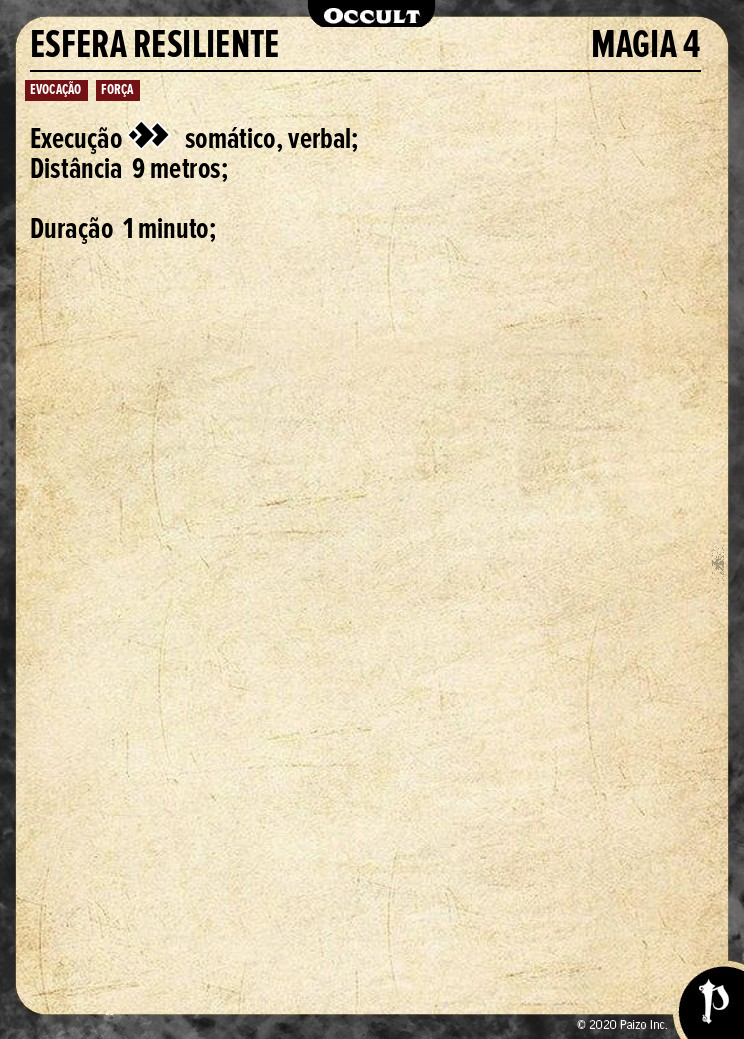 OCCULT
ESFERA RESILIENTE MAGIA 4
EVOCAÇÃO FORÇA
Execução somático, verbal;
Distância 9 metros;
Duração 1 minuto;
© 2020 Paizo Inc.
P